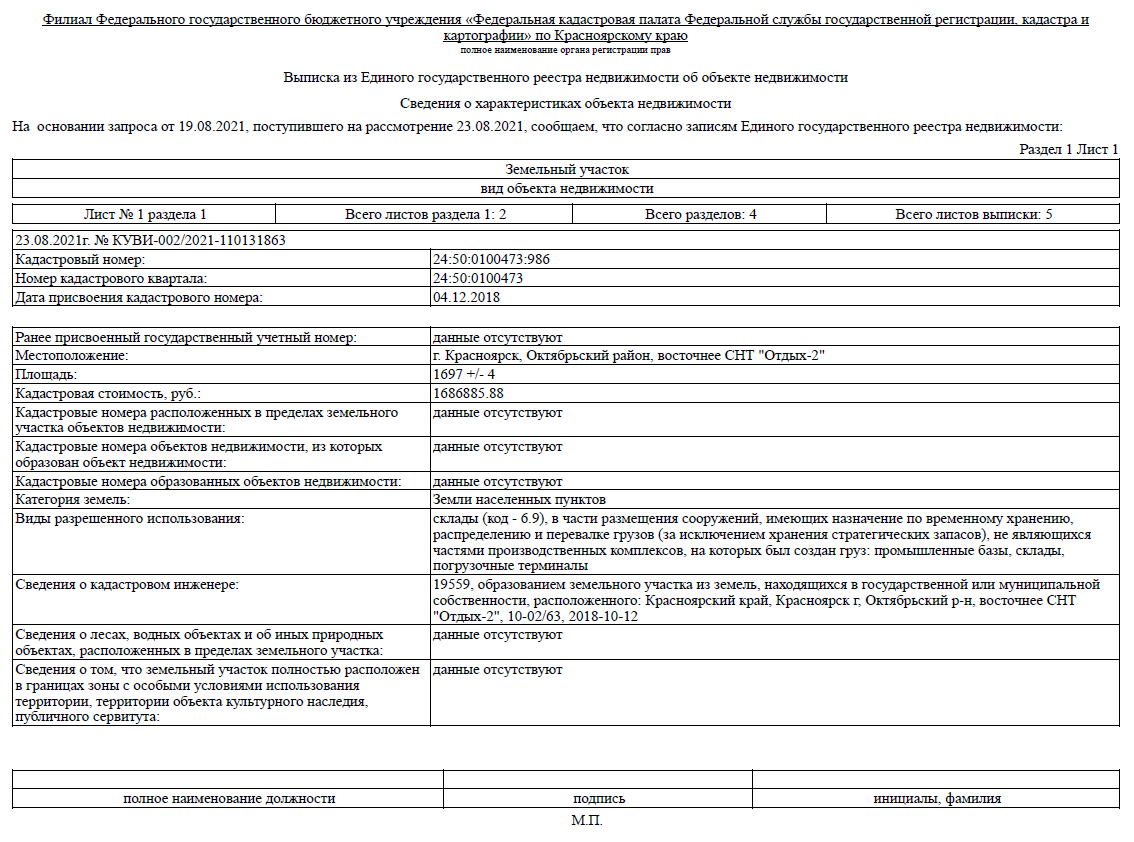 Филиал Федерального государственного бюджетного учреждения «Федеральная кадастровая палата Федеральной службы государственной регистрации, кадастра и
картографии» по Красноярскому краю
полное наименование органа регистрации прав
Выписка из Единого государственного реестра недвижимости об объекте недвижимости
Сведения о характеристиках объекта недвижимости
На основании запроса от 19.08.2021, поступившего на рассмотрение 23.08.2021, сообщаем, что согласно записям Единого государственного реестра недвижимости:
Раздел 1 Лист 1
Земельный участок
вид объекта недвижимости
Лист № 1 раздела 1 Всего листов раздела 1: 2 Всего разделов: 4 Всего листов выписки: 5
23.08.2021г. № КУВИ-002/2021-110131863
Кадастровый номер: 24:50:0100473:986
Номер кадастрового квартала: 24:50:0100473
Дата присвоения кадастрового номера: 04.12.2018
Ранее присвоенный государственный учетный номер: данные отсутствуют
Местоположение: г. Красноярск, Октябрьский район, восточнее СНТ "Отдых-2"
Площадь: 1697 +/- 4
Кадастровая стоимость, руб.: 1686885.88
Кадастровые номера расположенных в пределах земельного
участка объектов недвижимости:
данные отсутствуют
Кадастровые номера объектов недвижимости, из которых
образован объект недвижимости:
данные отсутствуют
Кадастровые номера образованных объектов недвижимости: данные отсутствуют
Категория земель: Земли населенных пунктов
Виды разрешенного использования:
склады (код - 6.9), в части размещения сооружений, имеющих назначение по временному хранению,
распределению и перевалке грузов (за исключением хранения стратегических запасов), не являющихся
частями производственных комплексов, на которых был создан груз: промышленные базы, склады,
погрузочные терминалы
Сведения о кадастровом инженере:
19559, образованием земельного участка из земель, находящихся в государственной или муниципальной
собственности, расположенного: Красноярский край, Красноярск г, Октябрьский р-н, восточнее СНТ
"Отдых-2", 10-02/63, 2018-10-12
Сведения о лесах, водных объектах и об иных природных
объектах, расположенных в пределах земельного участка:
данные отсутствуют
Сведения о том, что земельный участок полностью расположен
в границах зоны с особыми условиями использования
территории, территории объекта культурного наследия,
публичного сервитута:
данные отсутствуют
полное наименование должности подпись инициалы, фамилия
М.П.